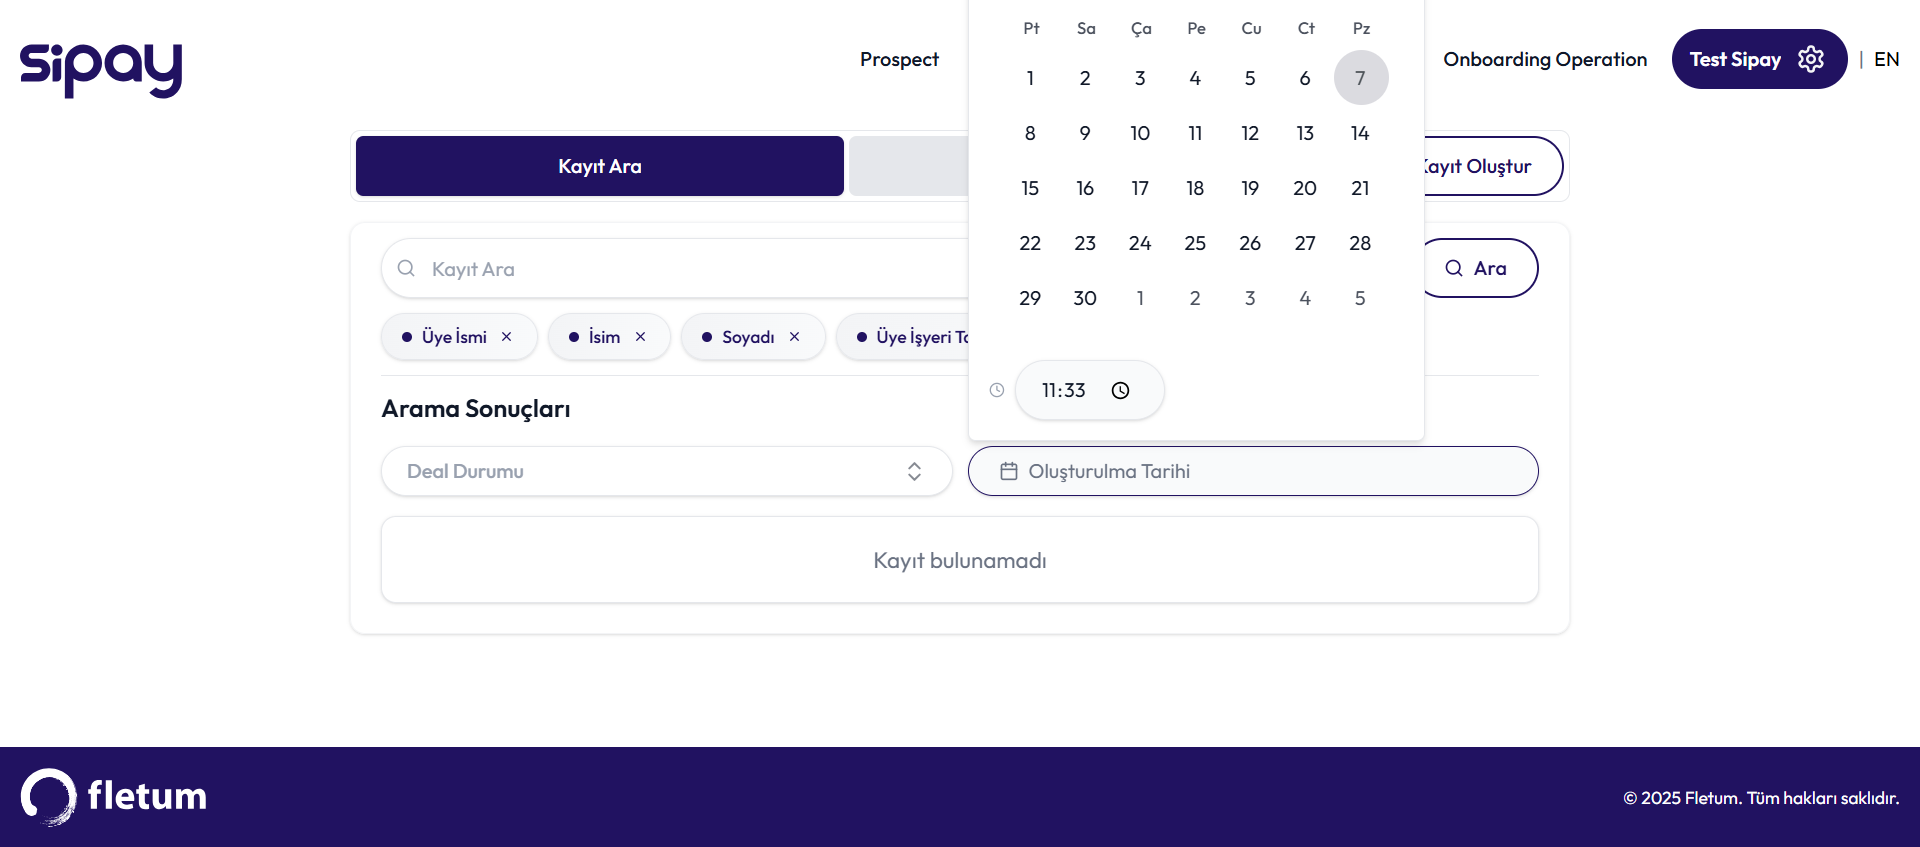 sipay
Prospect
Onboarding Operation
Test Sipay
| EN
Pt Sa Ça Pe Cu Ct Pz
1 2 3 4 5 6 7
8 9 10 11 12 13 14
15 16 17 18 19 20 21
22 23 24 25 26 27 28
29 30 1 2 3 4 5
11:33
Kayıt Ara
Kayıt Oluştur
Kayıt Ara
Ara
Üye İsmi ×
İsim ×
Soyadı ×
Üye İşyeri
Arama Sonuçları
Deal Durumu
Oluşturulma Tarihi
Kayıt bulunamadı
fletum
© 2025 Fletum. Tüm hakları saklıdır.